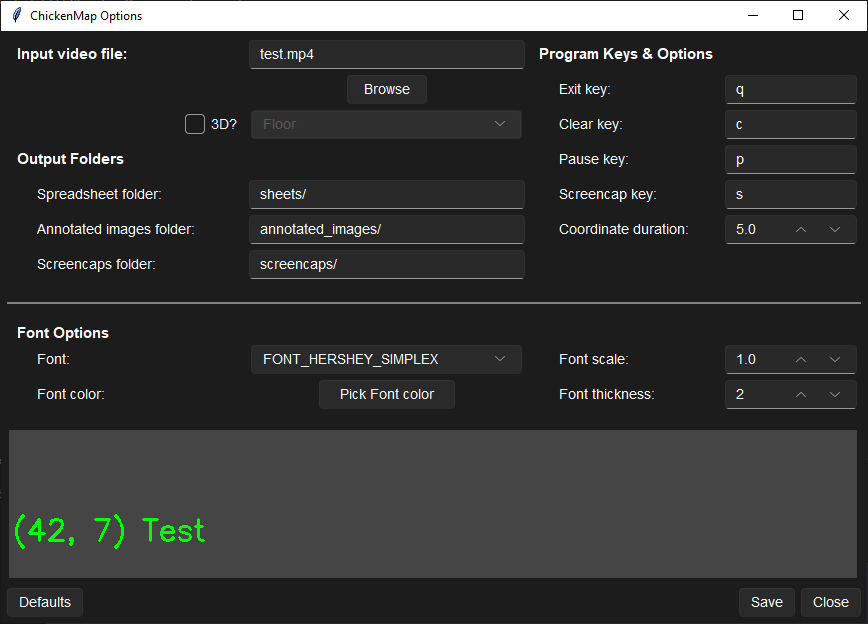 ChickenMap Options
Input video file:
test.mp4
Browse
3D?
Floor
Output Folders
Spreadsheet folder:
sheets/
Annotated images folder:
annotated_images/
Screencaps folder:
screencaps/
Program Keys & Options
Exit key:
q
Clear key:
c
Pause key:
p
Screencap key:
s
Coordinate duration:
5.0
Font Options
Font:
FONT_HERSHEY_SIMPLEX
Font scale:
1.0
Font color:
Pick Font color
Font thickness:
2
(42, 7) Test
Defaults
Save
Close